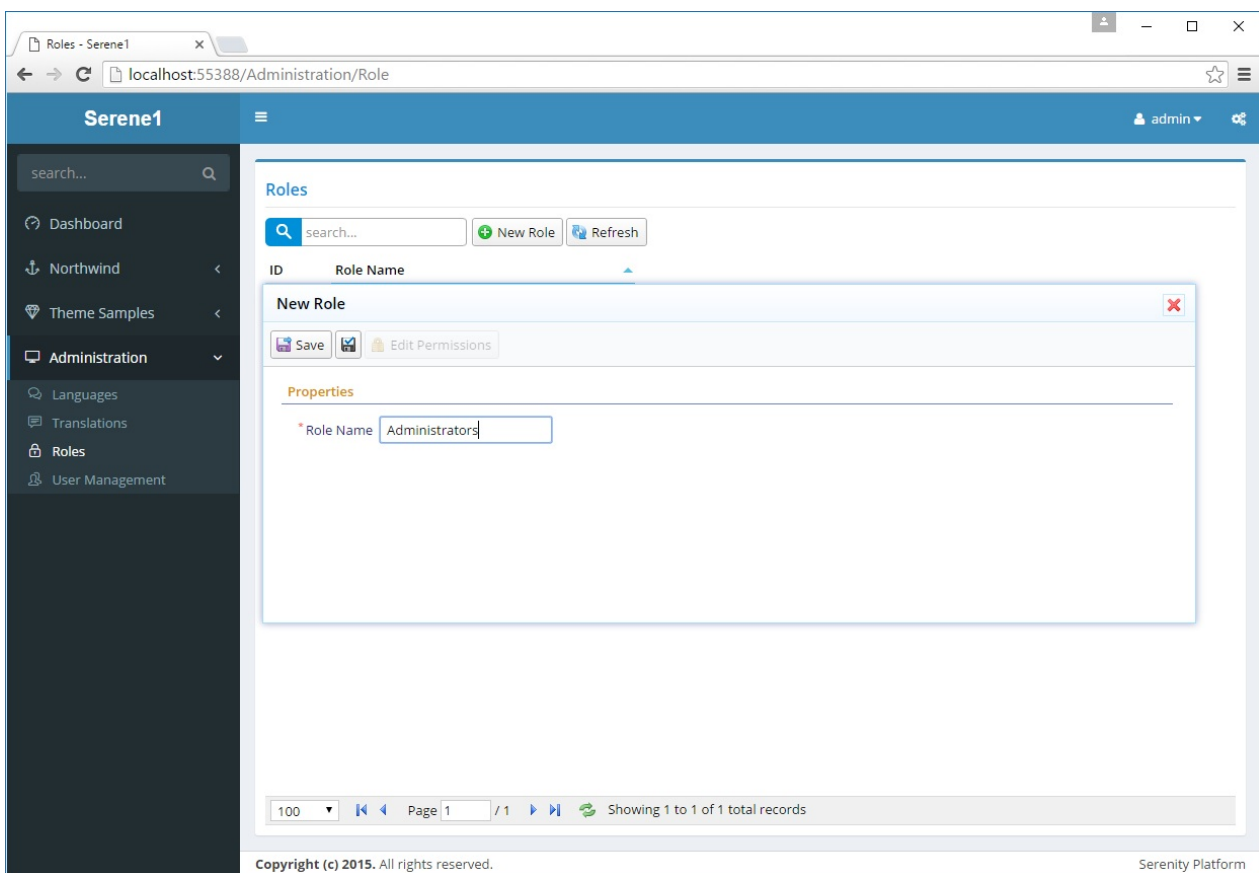 Roles - Serene1
localhost:55388/Administration/Role
Serene1
admin
search...
Dashboard
Northwind
Theme Samples
Administration
Languages
Translations
Roles
User Management
Roles
search...
New Role
Refresh
ID Role Name
New Role
Save
Edit Permissions
Properties
*Role Name Administrators
100 Page 1 / 1 Showing 1 to 1 of 1 total records
Copyright (c) 2015. All rights reserved.
Serenity Platform